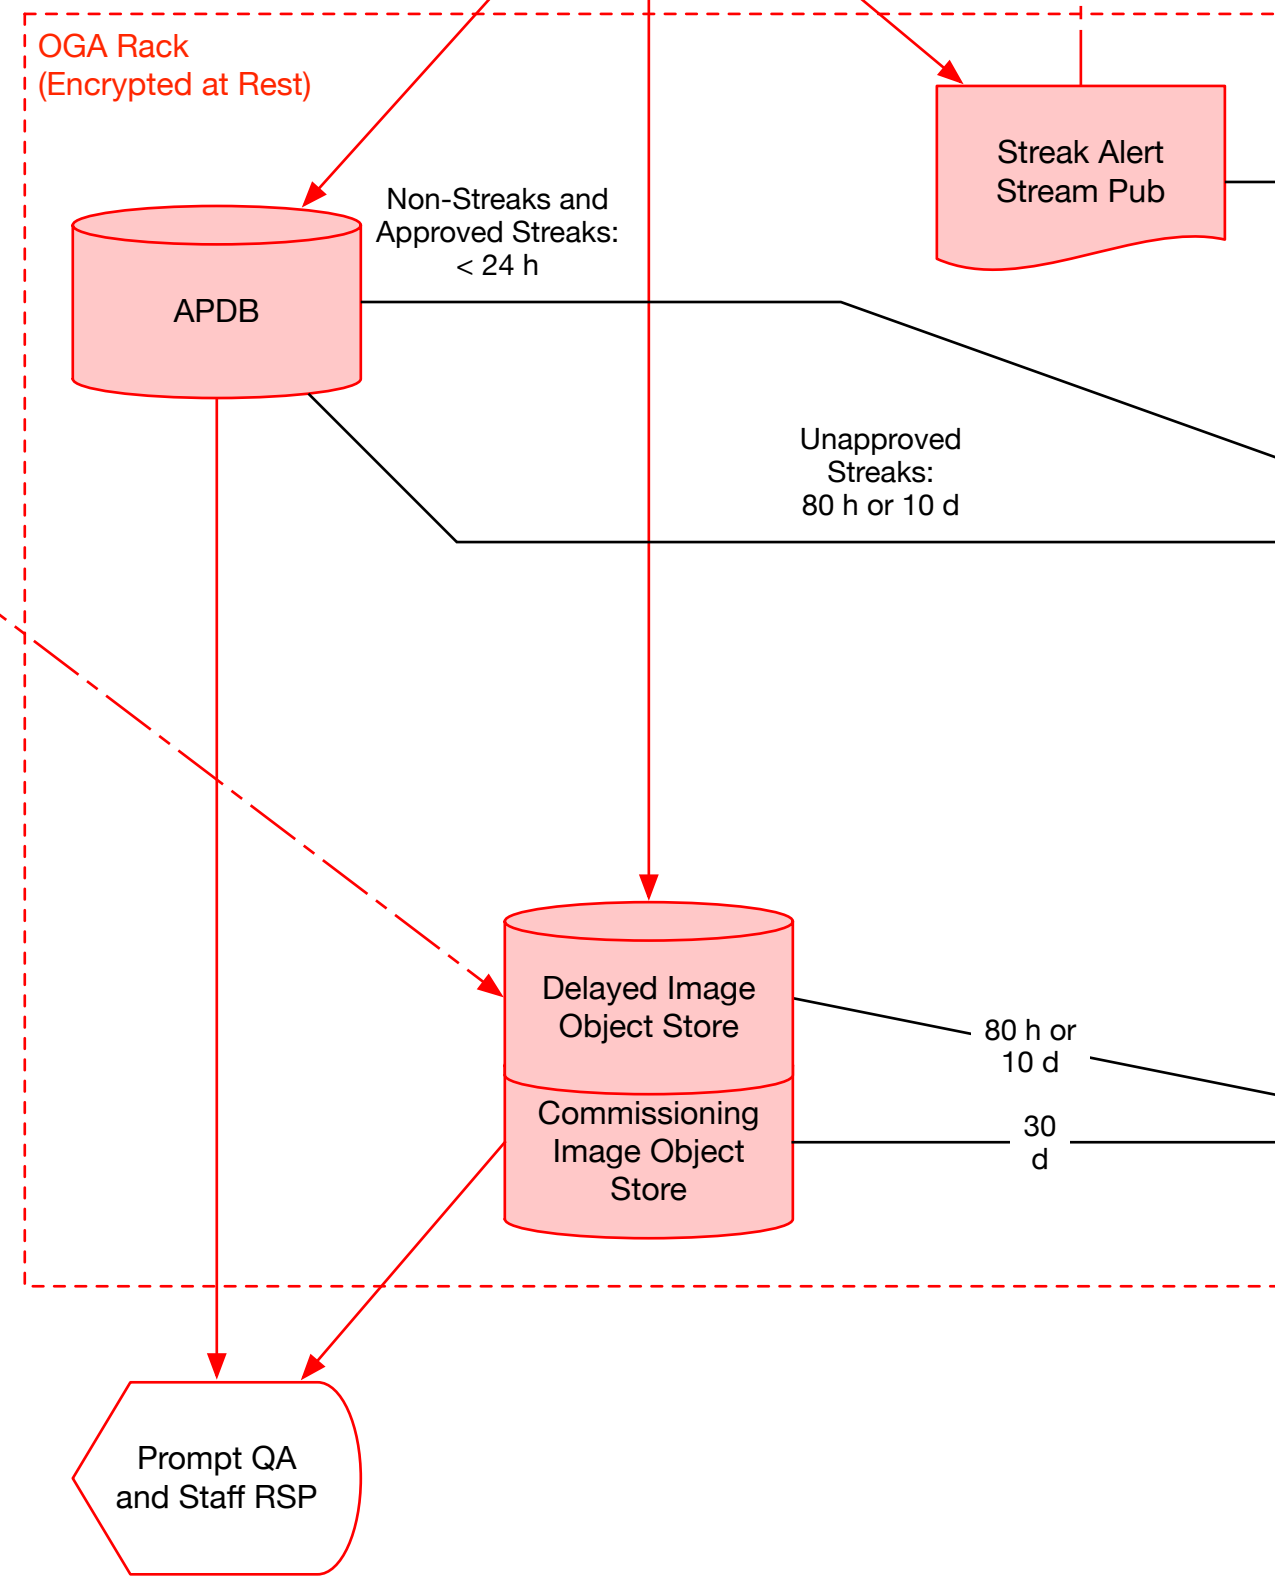 OGA Rack
(Encrypted at Rest)
Streak Alert
Stream Pub
Non-Streaks and
Approved Streaks:
< 24 h
APDB
Unapproved
Streaks:
80 h or 10 d
Delayed Image
Object Store
80 h or
10 d
Commissioning
Image Object
Store
30
d
Prompt QA
and Staff RSP